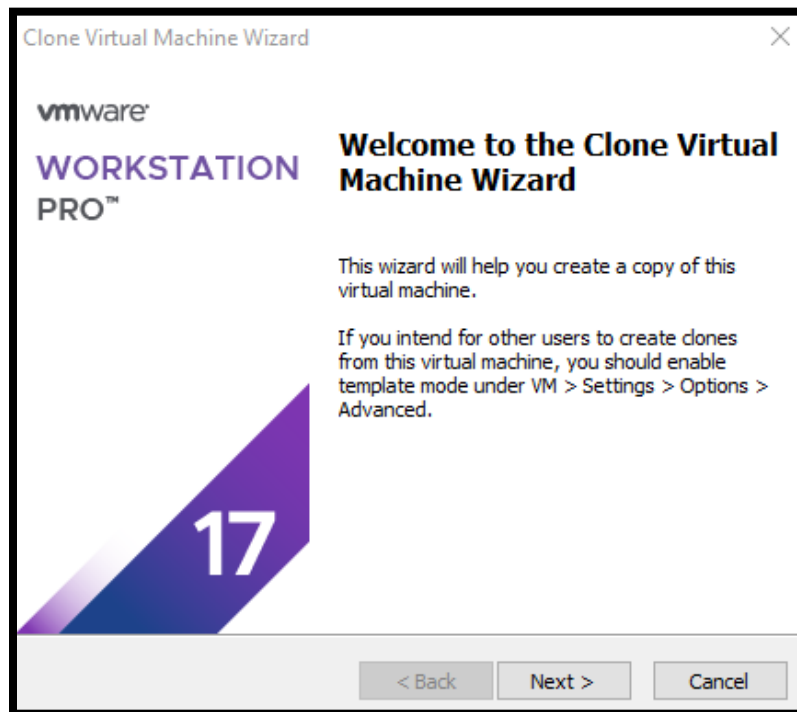 Clone Virtual Machine Wizard
vmware®
WORKSTATION
PRO™
Welcome to the Clone Virtual
Machine Wizard
This wizard will help you create a copy of this
virtual machine.
If you intend for other users to create clones
from this virtual machine, you should enable
template mode under VM > Settings > Options >
Advanced.
17
< Back
Next >
Cancel